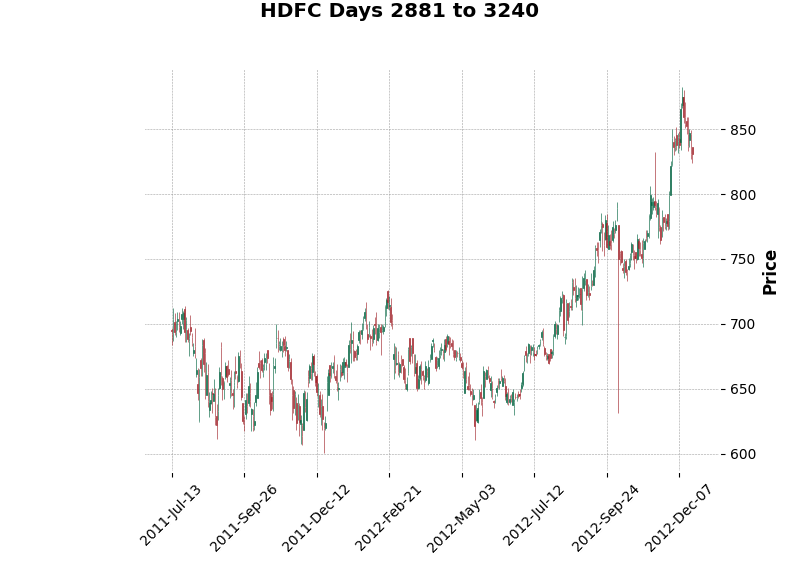 HDFC Days 2881 to 3240
850
800
750
700
650
600
Price
2011-Jul-13
2011-Sep-26
2011-Dec-12
2012-Feb-21
2012-May-03
2012-Jul-12
2012-Sep-24
2012-Dec-07